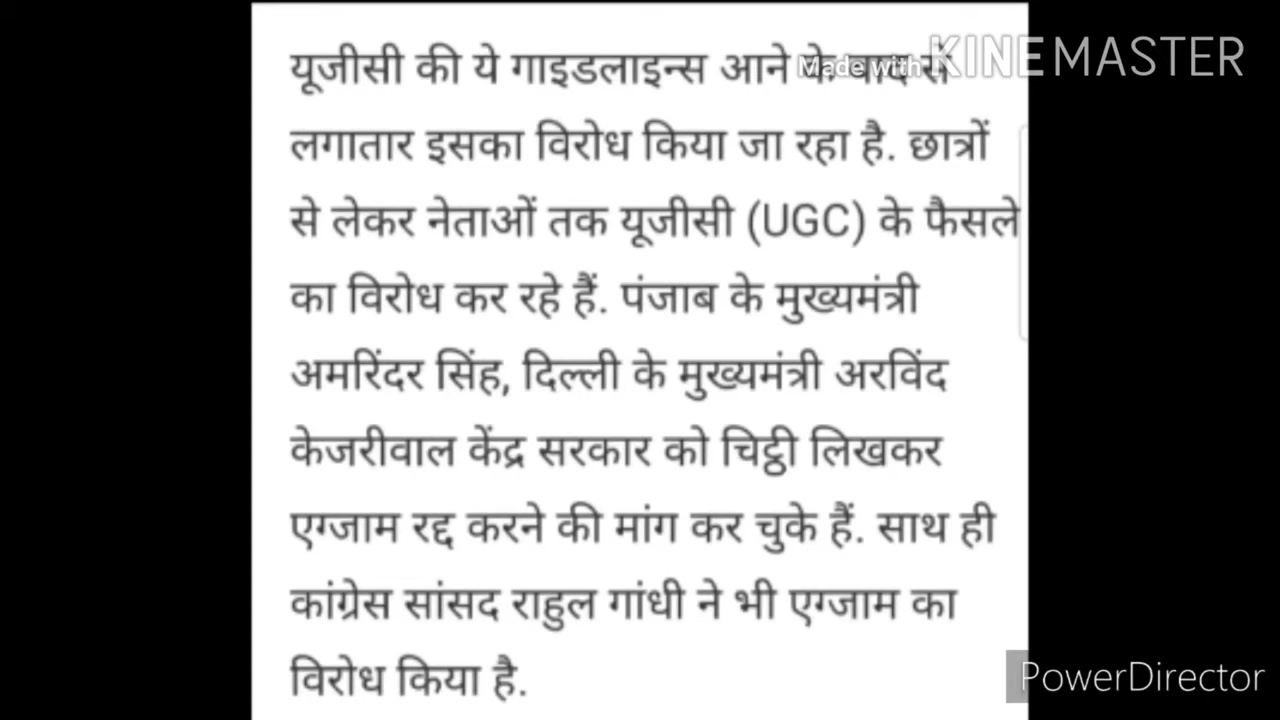 यूजीसी की ये गाइडलाइन्स आने के बाद से
Made with KINEMASTER
लगातार इसका विरोध किया जा रहा है. छात्रों
से लेकर नेताओं तक यूजीसी (UGC) के फैसले
का विरोध कर रहे हैं. पंजाब के मुख्यमंत्री
अमरिंदर सिंह, दिल्ली के मुख्यमंत्री अरविंद
केजरीवाल केंद्र सरकार को चिट्ठी लिखकर
एग्जाम रद्द करने की मांग कर चुके हैं. साथ ही
कांग्रेस सांसद राहुल गांधी ने भी एग्जाम का
विरोध किया है.
PowerDirector